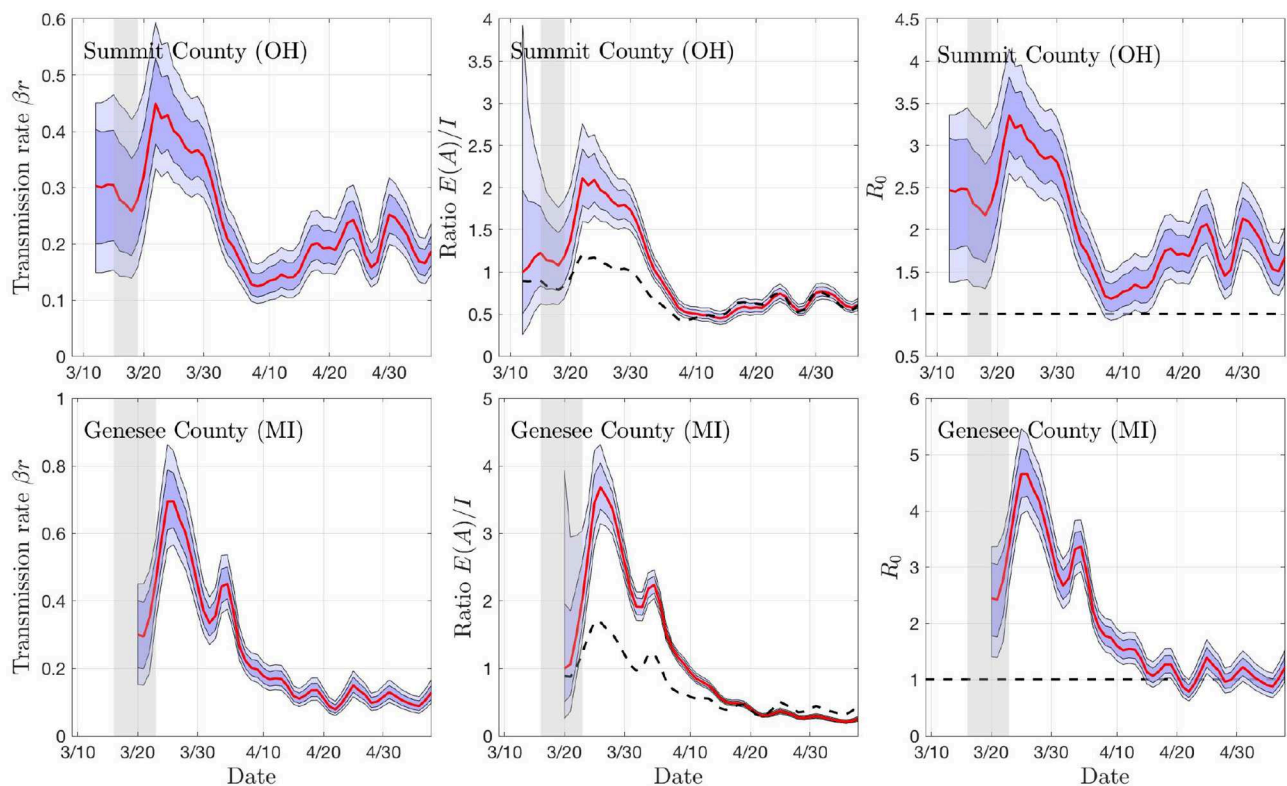 0.6
0.5
0.4
0.3
0.2
0.1
0
Transmission rate βr
Summit County (OH)
3/10 3/20 3/30 4/10 4/20 4/30
4
3.5
3
2.5
2
1.5
1
0.5
0
Ratio E(A)/I
Summit County (OH)
3/10 3/20 3/30 4/10 4/20 4/30
4.5
4
3.5
3
2.5
2
1.5
1
0.5
R₀
Summit County (OH)
3/10 3/20 3/30 4/10 4/20 4/30
1
0.8
0.6
0.4
0.2
0
Transmission rate βr
Genesee County (MI)
3/10 3/20 3/30 4/10 4/20 4/30
Date
5
4
3
2
1
0
Ratio E(A)/I
Genesee County (MI)
3/10 3/20 3/30 4/10 4/20 4/30
Date
6
5
4
3
2
1
0
R₀
Genesee County (MI)
3/10 3/20 3/30 4/10 4/20 4/30
Date